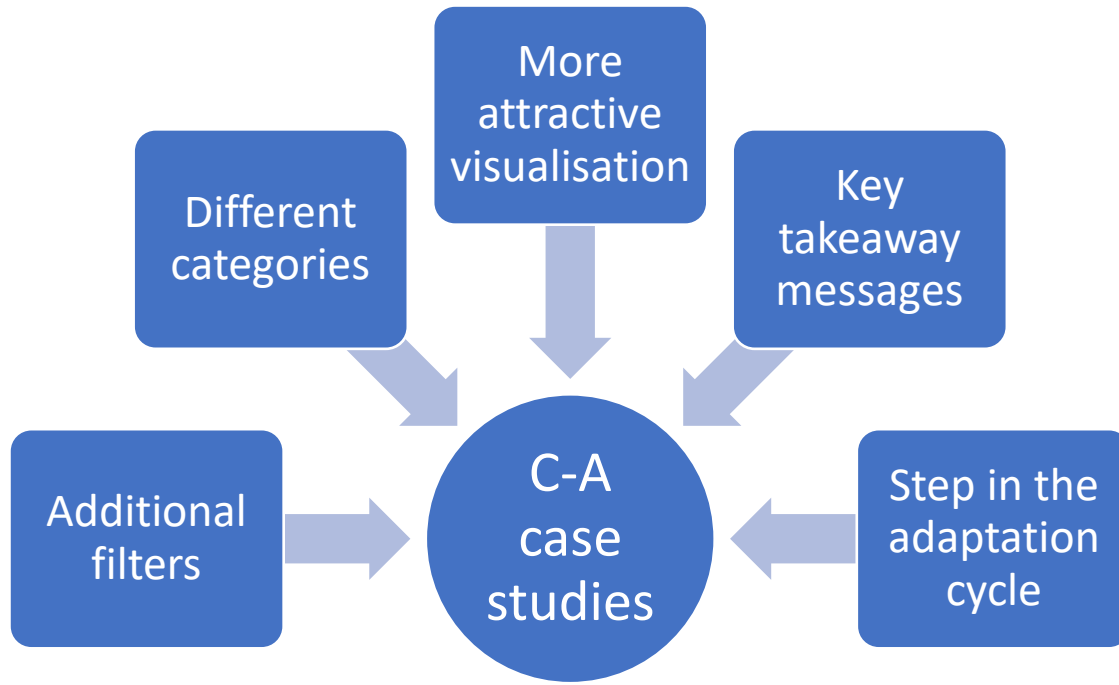 More
attractive
visualisation
Different
categories
Key
takeaway
messages
Additional
filters
C-A
case
studies
Step in the
adaptation
cycle